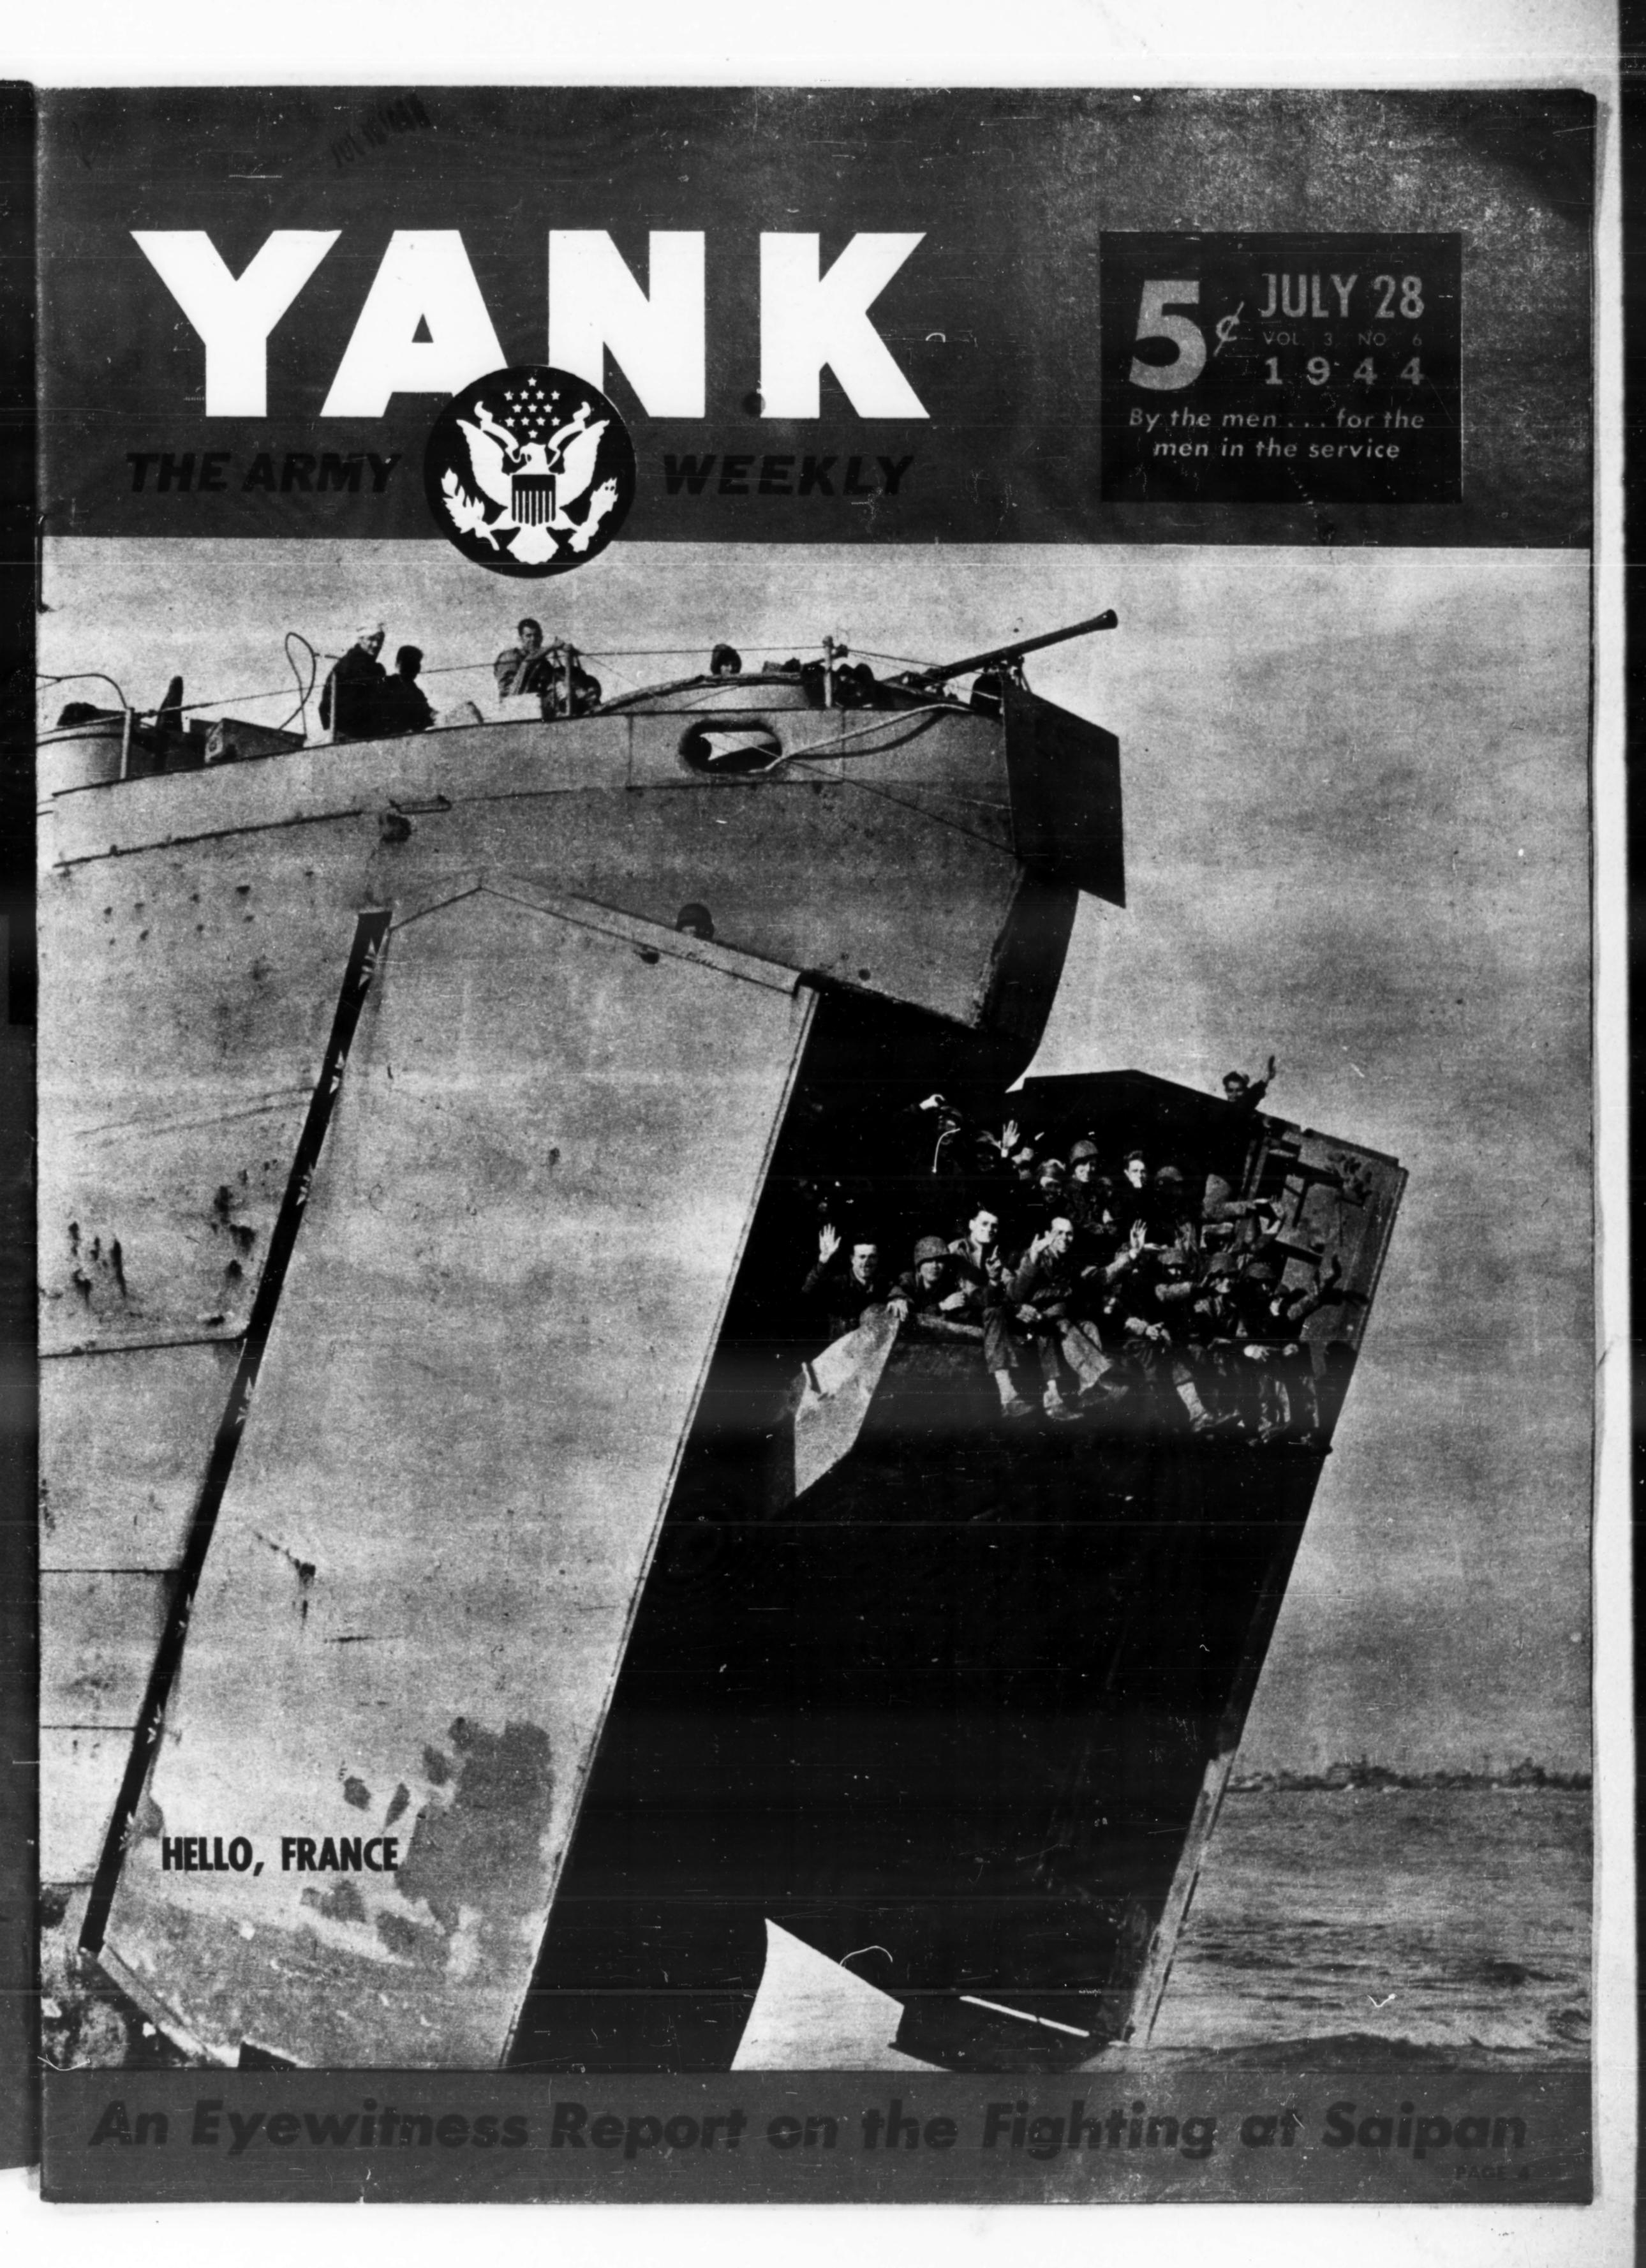 YANK
THE ARMY WEEKLY
5¢ JULY 28
VOL. 3 NO. 6
1944
By the men... for the
men in the service
HELLO, FRANCE
An Eyewitness Report on the Fighting at Saipan
PAGE